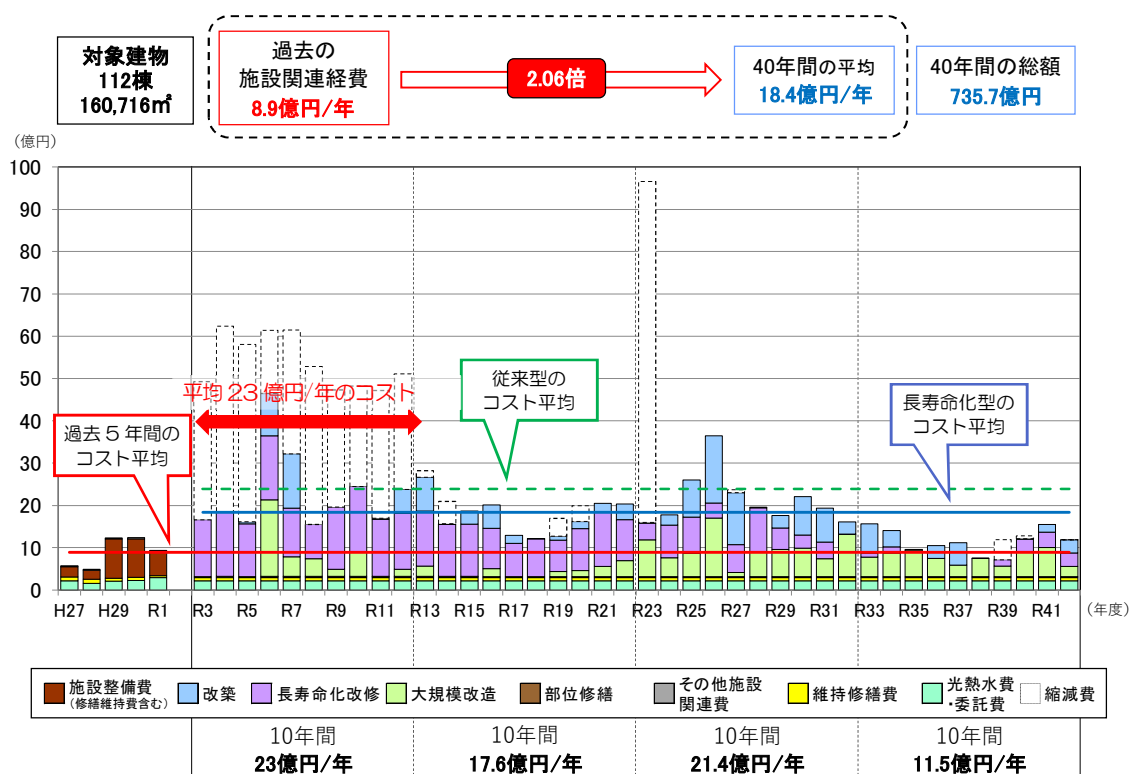 対象建物
112棟
160,716㎡
過去の
施設関連経費
8.9億円/年
2.06倍
40年間の平均
18.4億円/年
40年間の総額
735.7億円
(億円)
100
90
80
70
60
50
40
30
20
10
0
平均23億円/年のコスト
過去5年間の
コスト平均
従来型の
コスト平均
長寿命化型の
コスト平均
H27 H29 R1 R3 R5 R7 R9 R11 R13 R15 R17 R19 R21 R23 R25 R27 R29 R31 R33 R35 R37 R39 R41 (年度)
施設整備費
(修繕維持費含む)
改築
長寿命化改修
大規模改造
部位修繕
その他施設
関連費
維持修繕費
光熱水費
・委託費
縮減費
10年間 10年間 10年間 10年間
23億円/年 17.6億円/年 21.4億円/年 11.5億円/年